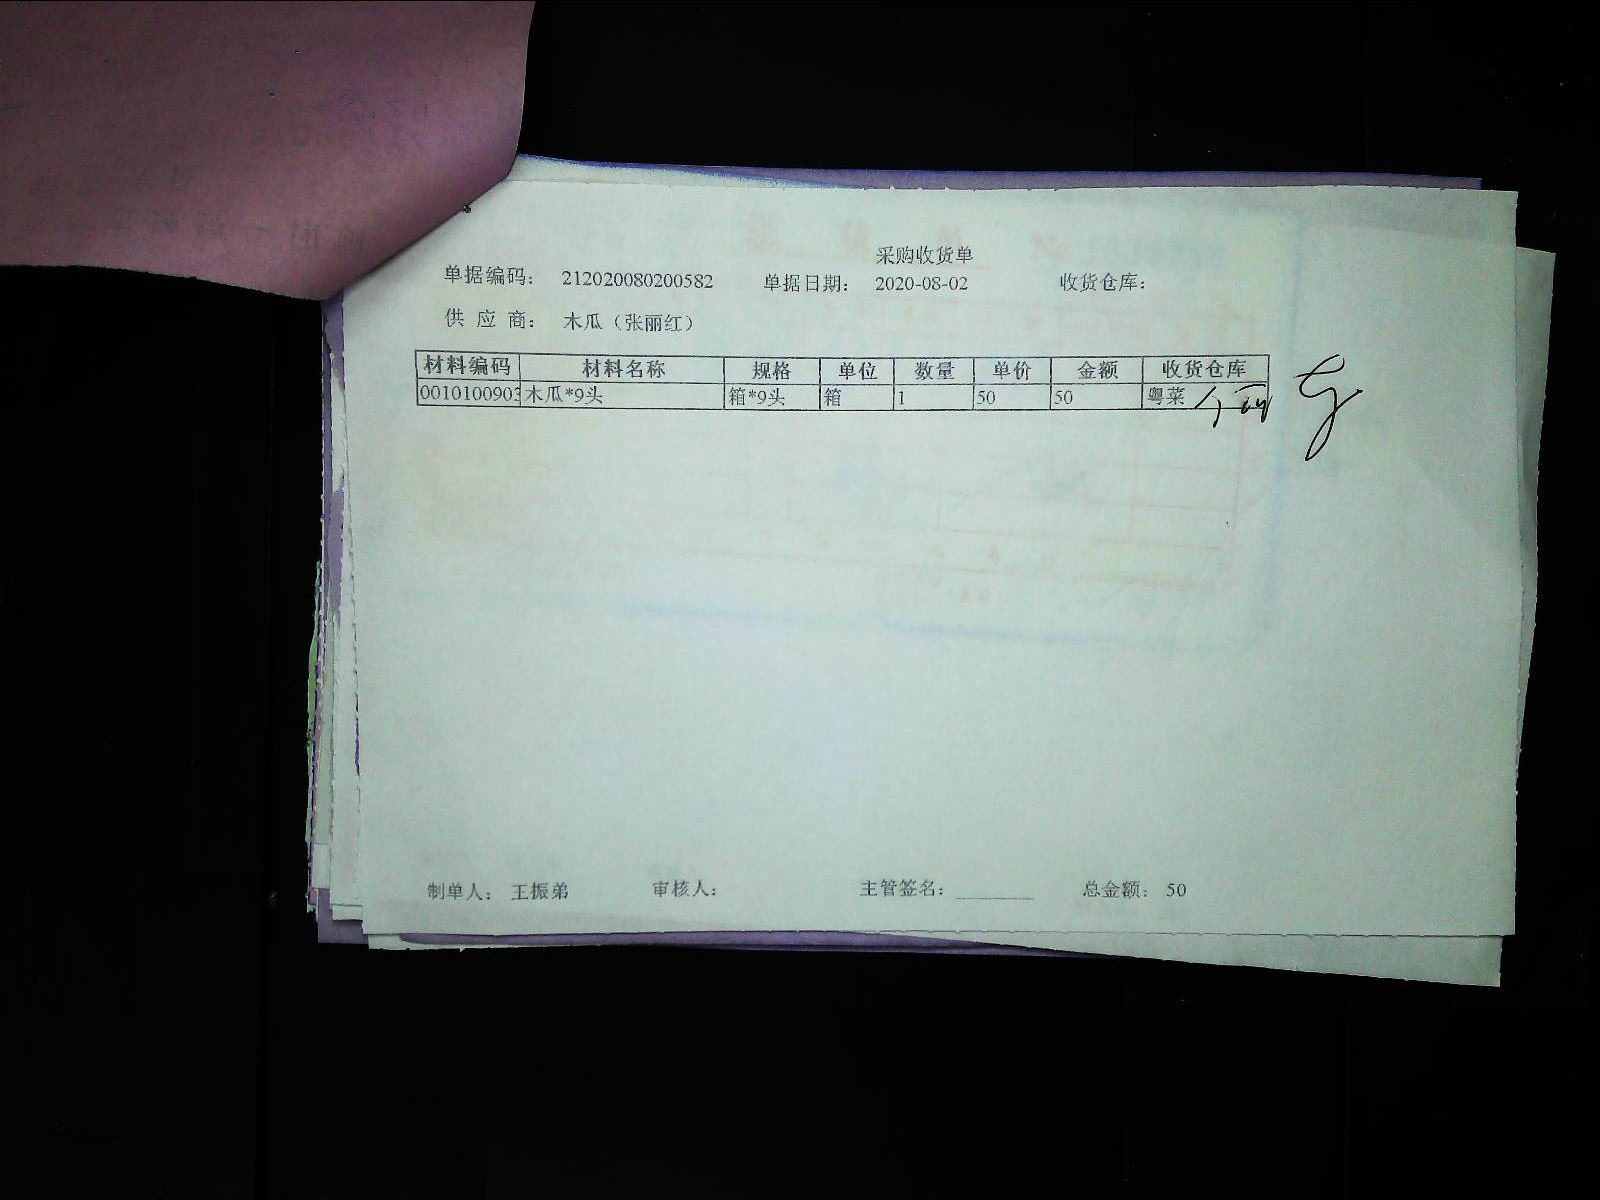 采购收货单
单据编码： 212020080200582 单据日期： 2020-08-02 收货仓库：
供 应 商： 木瓜（张丽红）
材料编码 材料名称 规格 单位 数量 单价 金额 收货仓库
0010100903 木瓜*9头 箱*9头 箱 1 50 50 粤菜
制单人： 王振弟 审核人： 主管签名：________ 总金额： 50